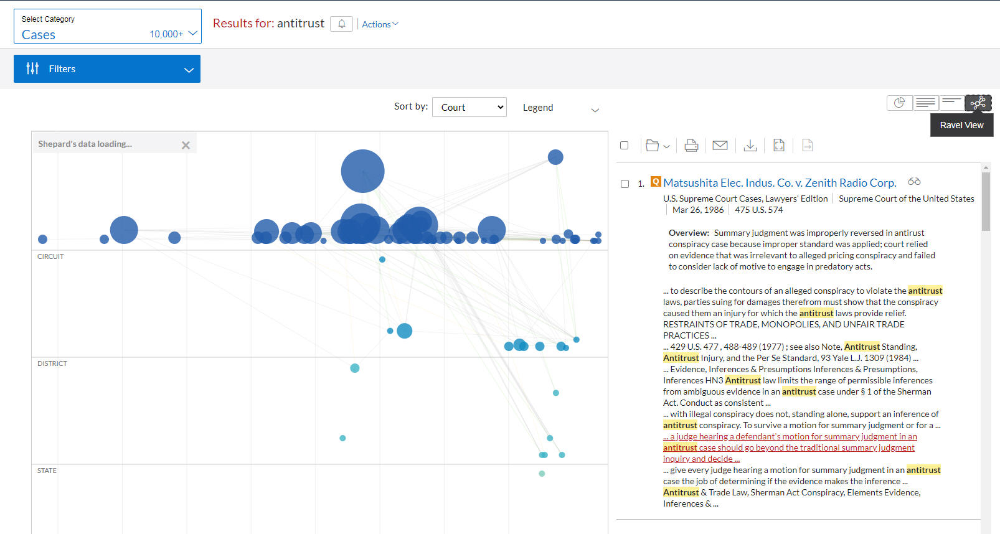 Select Category
Cases
10,000+
Results for: antitrust
Actions
Filters
Sort by:
Court
Legend
Ravel View
Shepard's data loading...
CIRCUIT
DISTRICT
STATE
1.
Q
Matsushita Elec. Indus. Co. v. Zenith Radio Corp.
U.S. Supreme Court Cases, Lawyers' Edition | Supreme Court of the United States
| Mar 26, 1986 | 475 U.S. 574
Overview: Summary judgment was improperly reversed in antirust
conspiracy case because improper standard was applied; court relied
on evidence that was irrelevant to alleged pricing conspiracy and failed
to consider lack of motive to engage in predatory acts.
... to describe the contours of an alleged conspiracy to violate the antitrust
laws, parties suing for damages therefrom must show that the conspiracy
caused them an injury for which the antitrust laws provide relief.
RESTRAINTS OF TRADE, MONOPOLIES, AND UNFAIR TRADE
PRACTICES ...
... 429 U.S. 477 , 488-489 (1977) ; see also Note, Antitrust Standing,
Antitrust Injury, and the Per Se Standard, 93 Yale L.J. 1309 (1984) ...
... Evidence, Inferences & Presumptions Inferences & Presumptions,
Inferences HN3 Antitrust law limits the range of permissible inferences
from ambiguous evidence in an antitrust case under § 1 of the Sherman
Act. Conduct as consistent ...
... with illegal conspiracy does not, standing alone, support an inference of
antitrust conspiracy. To survive a motion for summary judgment or for a ...
... a judge hearing a defendant's motion for summary judgment in an
antitrust case should go beyond the traditional summary judgment
inquiry and decide ...
... give every judge hearing a motion for summary judgment in an antitrust
case the job of determining if the evidence makes the inference ...
Antitrust & Trade Law, Sherman Act Conspiracy, Elements Evidence,
Inferences & ...